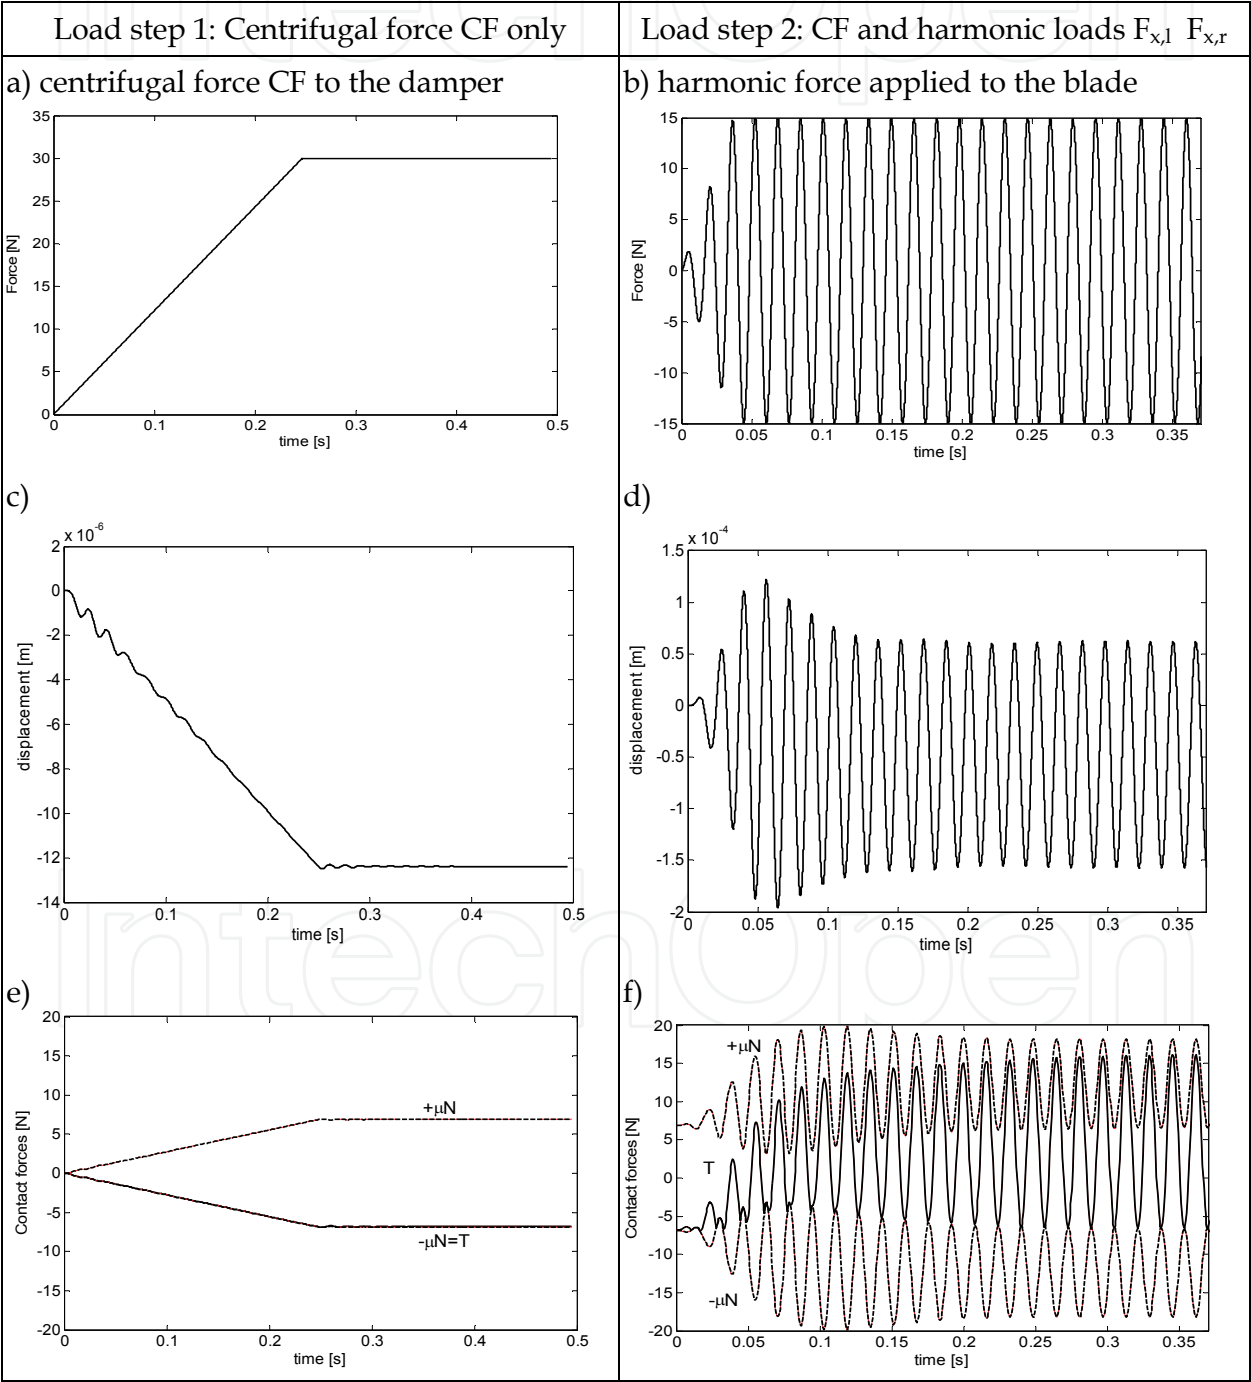 Load step 1: Centrifugal force CF only
Load step 2: CF and harmonic loads Fx,l Fx,r
a) centrifugal force CF to the damper
35
30
25
20
15
10
5
0
Force [N]
0 0.1 0.2 0.3 0.4 0.5
time [s]
b) harmonic force applied to the blade
15
10
5
0
-5
-10
-15
Force [N]
0 0.05 0.1 0.15 0.2 0.25 0.3 0.35
time [s]
c)
x 10-6
2
0
-2
-4
-6
-8
-10
-12
-14
displacement [m]
0 0.1 0.2 0.3 0.4 0.5
time [s]
d)
x 10-4
1.5
1
0.5
0
-0.5
-1
-1.5
-2
displacement [m]
0 0.05 0.1 0.15 0.2 0.25 0.3 0.35
time [s]
e)
20
15
10
5
0
-5
-10
-15
-20
Contact forces [N]
+μN
-μN=T
0 0.1 0.2 0.3 0.4 0.5
time [s]
f)
20
15
10
5
0
-5
-10
-15
-20
Contact forces [N]
+μN
T
-μN
0 0.05 0.1 0.15 0.2 0.25 0.3 0.35
time [s]
IntechOpen